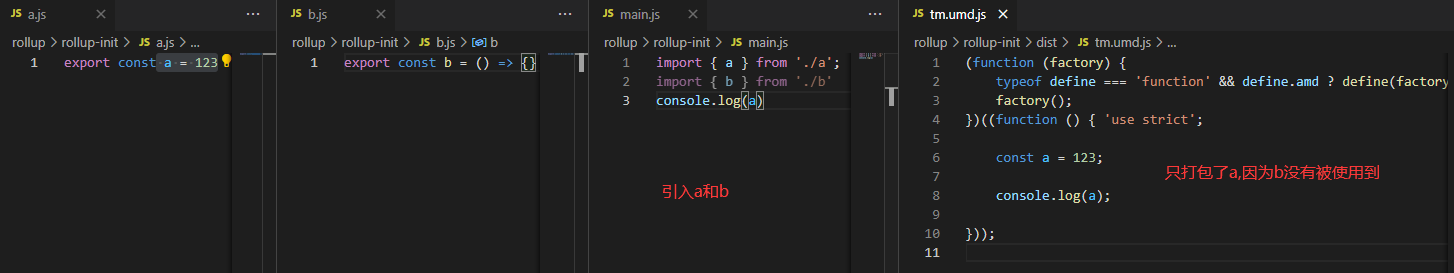 JS a.js × ···
rollup > rollup-init > JS a.js > ...
1 export const a = 123
JS b.js × ···
rollup > rollup-init > JS b.js > b
1 export const b = () => {}
JS main.js × ···
rollup > rollup-init > JS main.js
1 import { a } from './a';
2 import { b } from './b'
3 console.log(a)
引入a和b
JS tm.umd.js ×
rollup > rollup-init > dist > JS tm.umd.js > ...
1 (function (factory) {
2 typeof define === 'function' && define.amd ? define(factory
3 factory();
4 })((function () { 'use strict';
5
6 const a = 123;
7
8 console.log(a);
9
10 }));
11
只打包了a,因为b没有被使用到